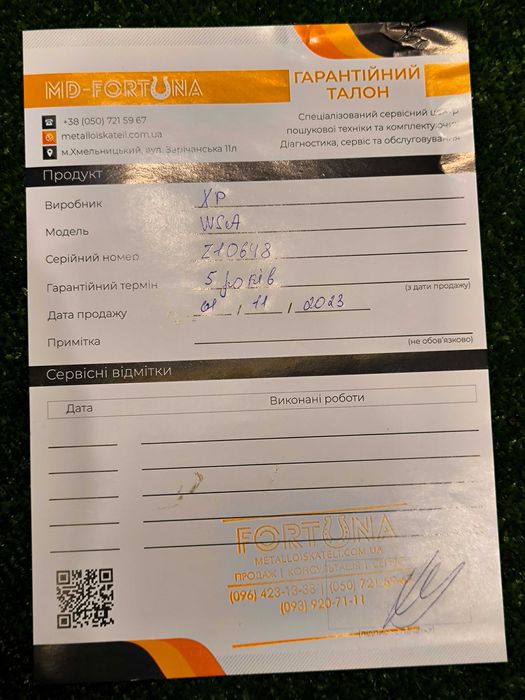 MD-FORTUNA
ГАРАНТІЙНИЙ
ТАЛОН
+38 (050) 721 59 67
metalloiskateli.com.ua
м.Хмельницький, вул. Зарічанська 11л
Спеціалізований сервісний центр
пошукової техніки та комплектуючих
Діагностика, сервіс та обслуговування
Продукт
Виробник XP
Модель WSA
Серійний номер Z10648
Гарантійний термін 5 років
(з дати продажу)
Дата продажу 01 / 11 / 2023
Примітка
(не обов'язково)
Сервісні відмітки
Дата Виконані роботи
FORTUNA
METALLOISKATELI.COM.UA
ПРОДАЖ | КОНСУЛЬТАЦІЇ | СЕРВІС
(096) 423-13-33 | (050) 721-59-67
(093) 920-71-11